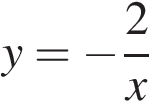 y = −2/x